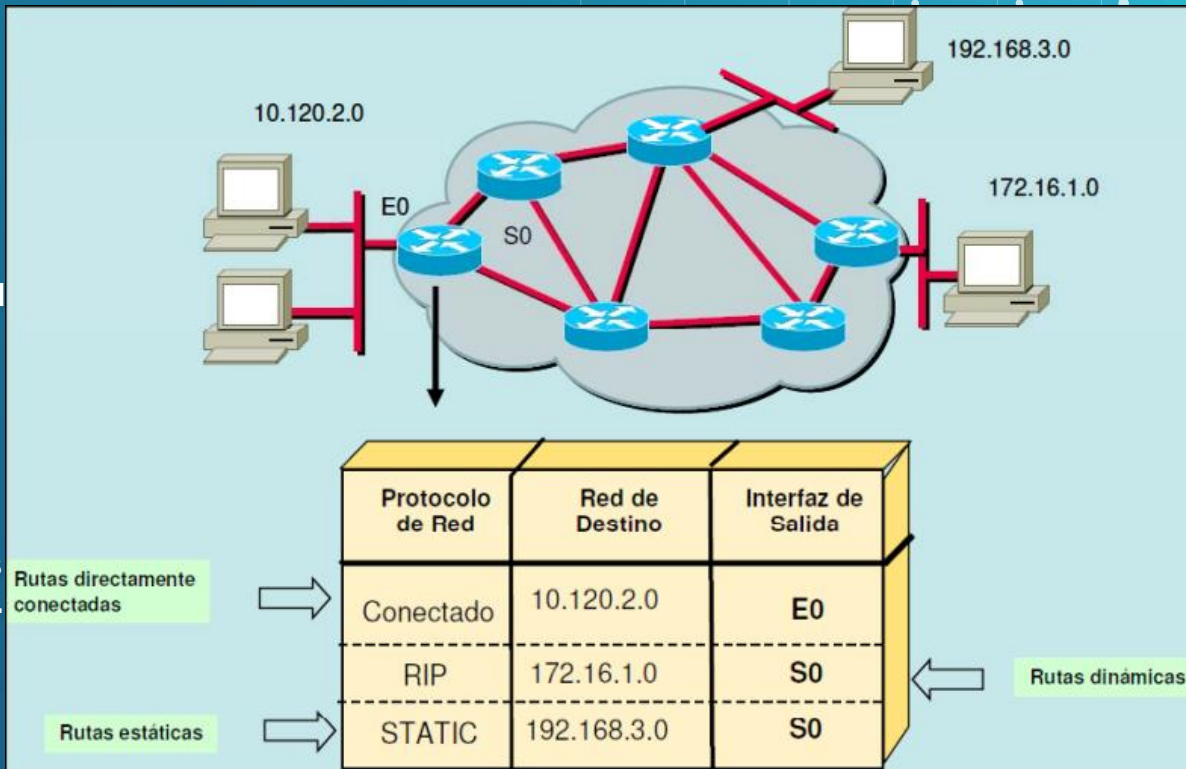 192.168.3.0
10.120.2.0
172.16.1.0
E0
S0
Protocolo de Red
Red de Destino
Interfaz de Salida
Rutas directamente conectadas
Conectado
10.120.2.0
E0
RIP
172.16.1.0
S0
Rutas dinámicas
Rutas estáticas
STATIC
192.168.3.0
S0